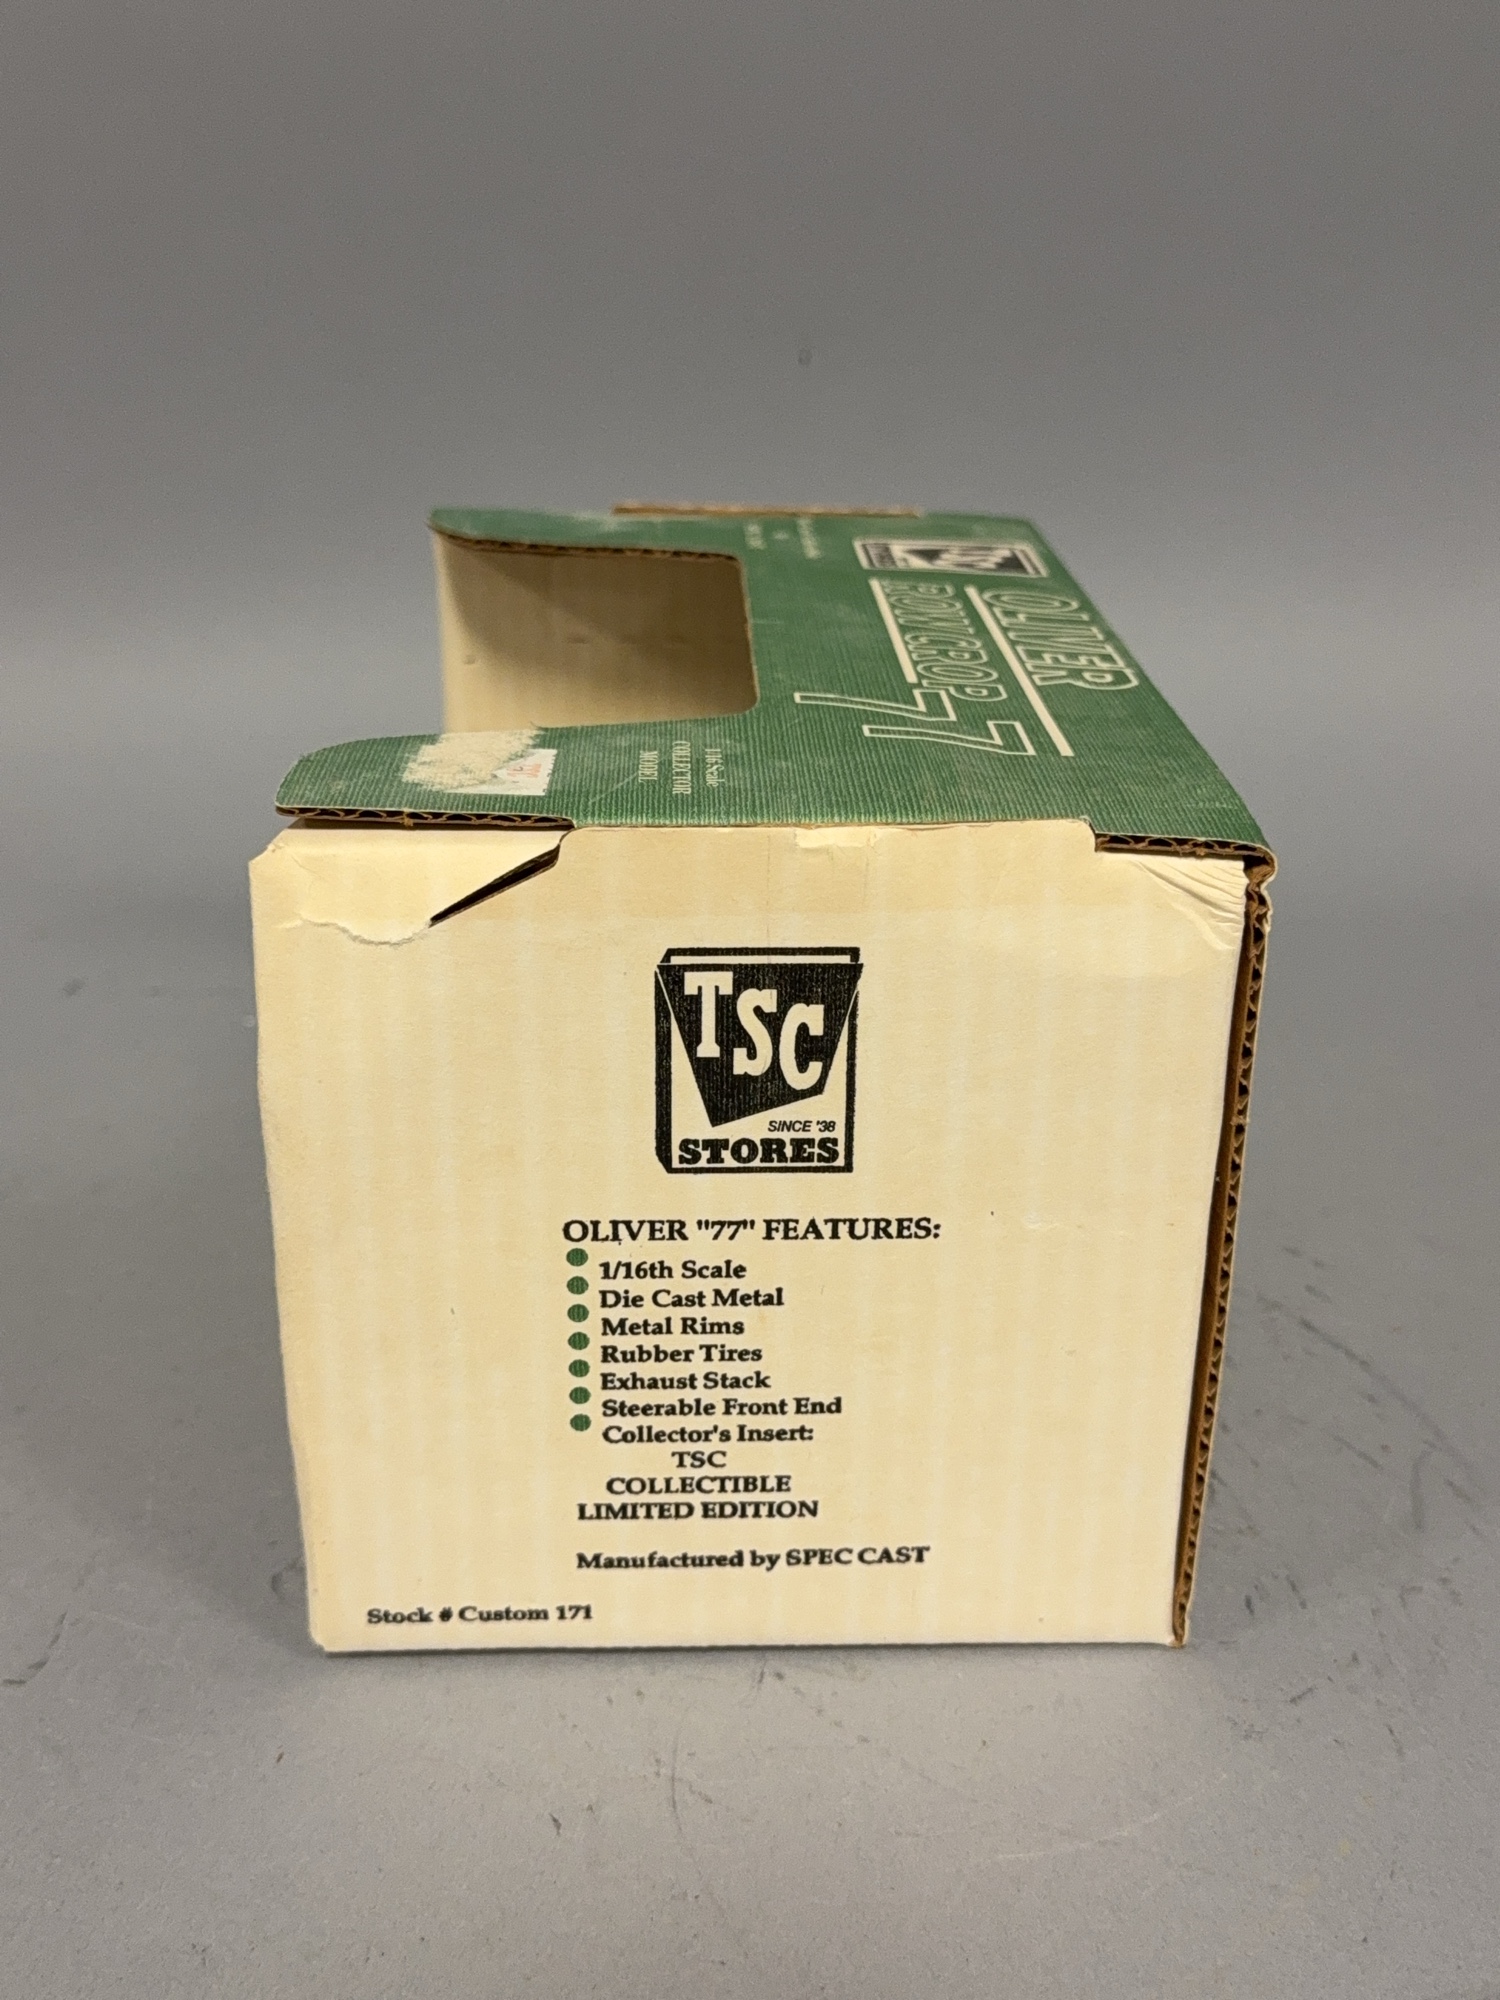 OLIVER
ROW CROP
77
1/16 Scale
COLLECTOR
MODEL
TSC
SINCE '38
STORES
OLIVER "77" FEATURES:
1/16th Scale
Die Cast Metal
Metal Rims
Rubber Tires
Exhaust Stack
Steerable Front End
Collector's Insert:
TSC
COLLECTIBLE
LIMITED EDITION
Manufactured by SPEC CAST
Stock # Custom 171